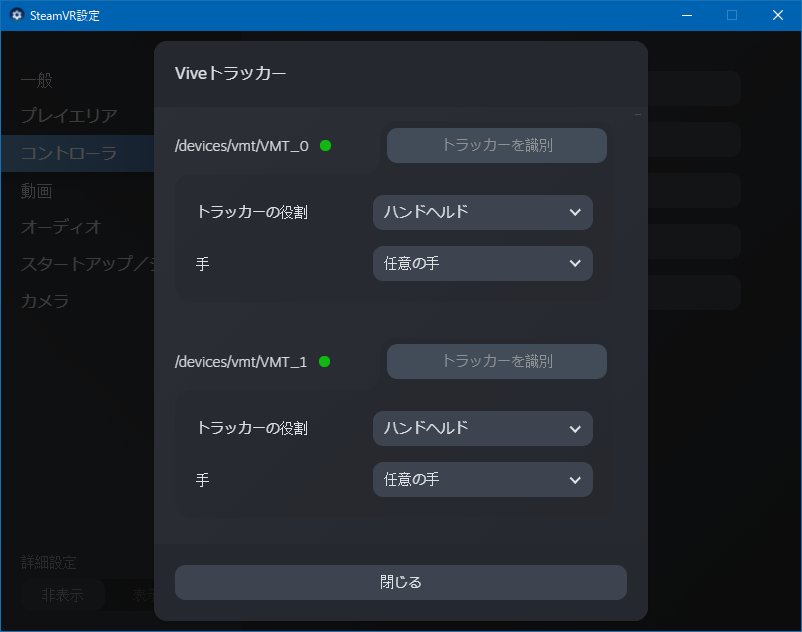 SteamVR設定
一般
プレイエリア
コントローラ
動画
オーディオ
スタートアップ/
カメラ
詳細設定
非表示
Viveトラッカー
/devices/vmt/VMT_0
トラッカーを識別
トラッカーの役割
ハンドヘルド
手
任意の手
/devices/vmt/VMT_1
トラッカーを識別
トラッカーの役割
ハンドヘルド
手
任意の手
閉じる